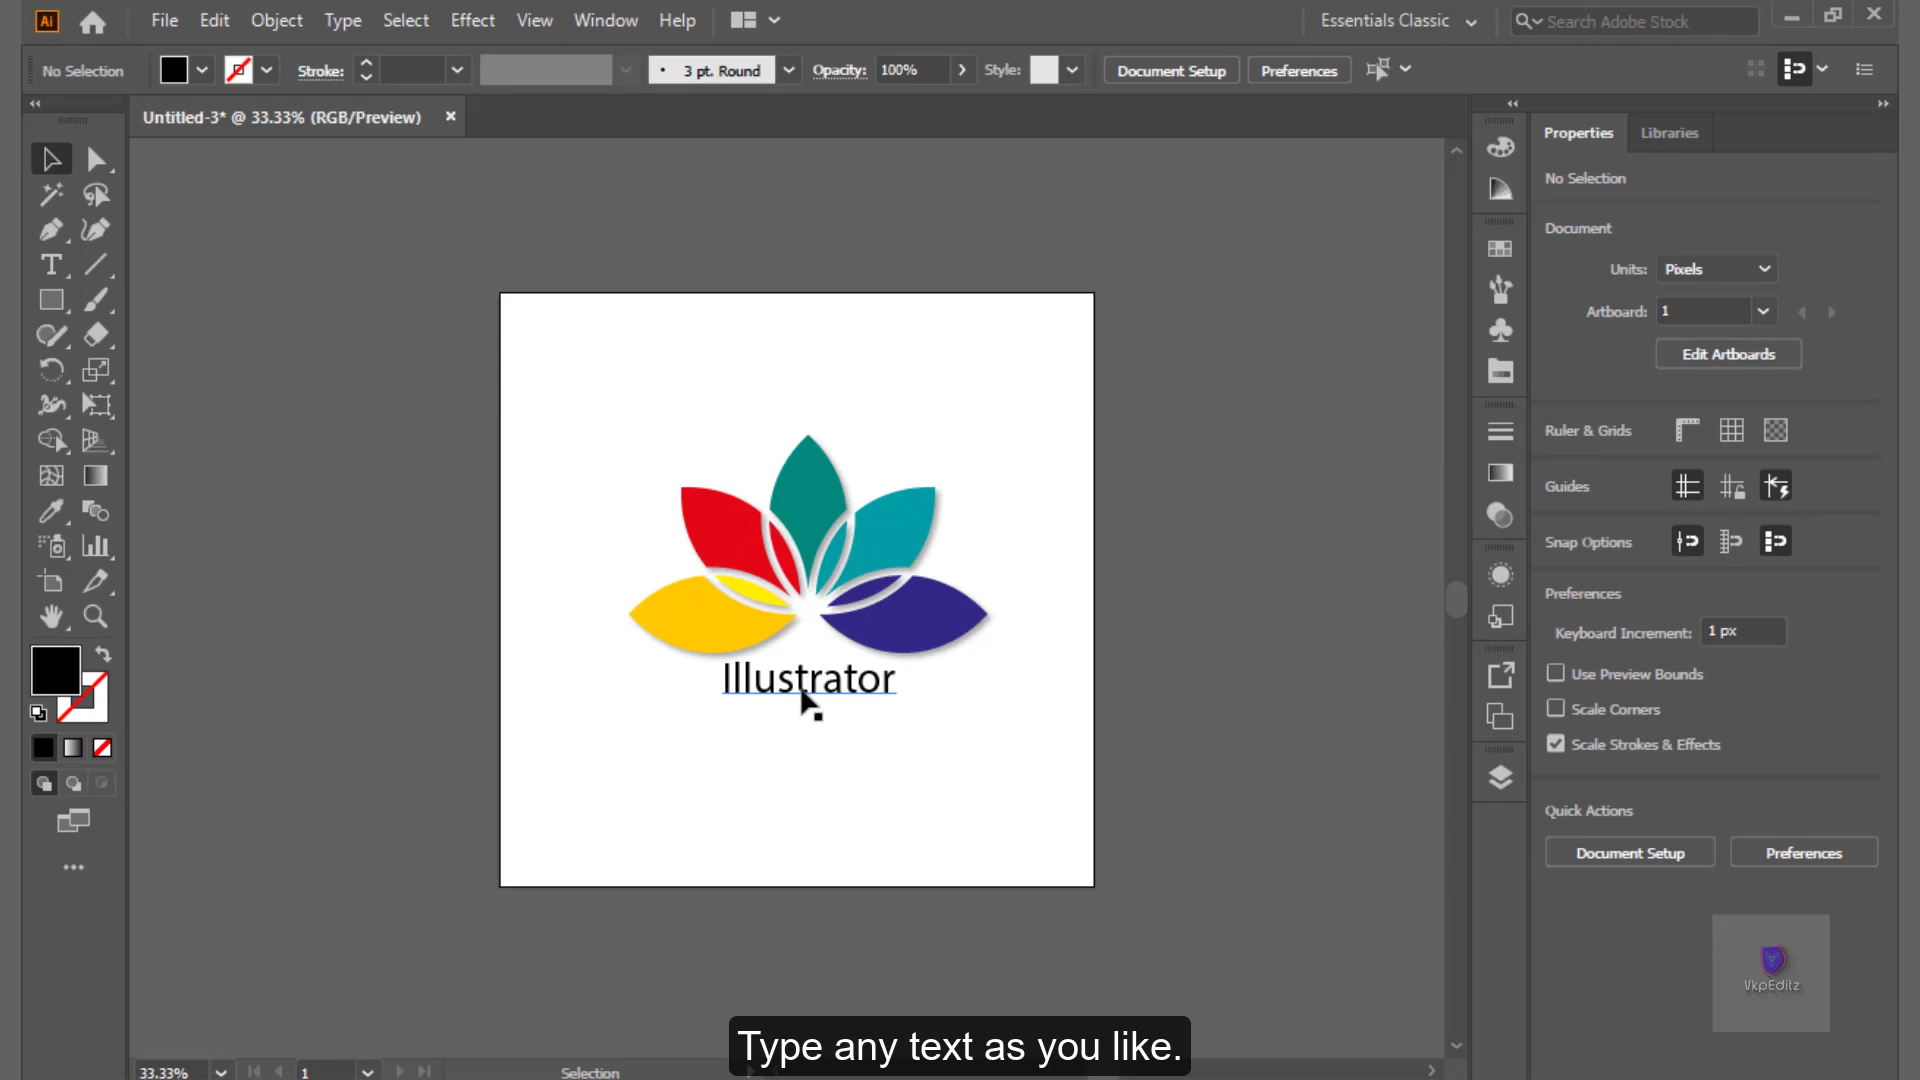 Ai File Edit Object Type Select Effect View Window Help Essentials Classic Search Adobe Stock
No Selection Stroke: 3 pt. Round Opacity: 100% Style: Document Setup Preferences
Untitled-3* @ 33.33% (RGB/Preview)
Properties Libraries
No Selection
Document
Units: Pixels
Artboard: 1
Edit Artboards
Ruler & Grids
Guides
Snap Options
Preferences
Keyboard Increment: 1 px
Use Preview Bounds
Scale Corners
Scale Strokes & Effects
Quick Actions
Document Setup Preferences
Illustrator
VkpEditz
Type any text as you like.
33.33% 1 Selection